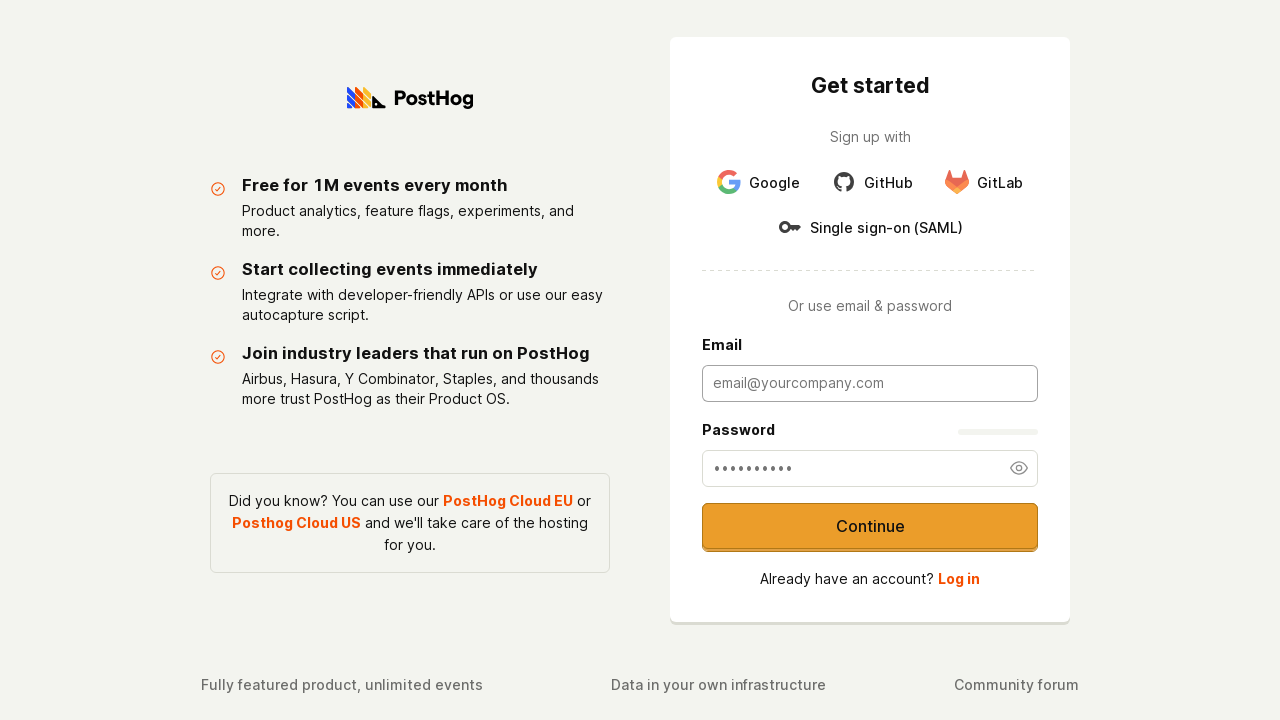 PostHog
Free for 1M events every month
Product analytics, feature flags, experiments, and
more.
Start collecting events immediately
Integrate with developer-friendly APIs or use our easy
autocapture script.
Join industry leaders that run on PostHog
Airbus, Hasura, Y Combinator, Staples, and thousands
more trust PostHog as their Product OS.
Did you know? You can use our PostHog Cloud EU or
Posthog Cloud US and we'll take care of the hosting
for you.
Get started
Sign up with
Google GitHub GitLab
Single sign-on (SAML)
Or use email & password
Email
email@yourcompany.com
Password
••••••••••
Continue
Already have an account? Log in
Fully featured product, unlimited events Data in your own infrastructure Community forum